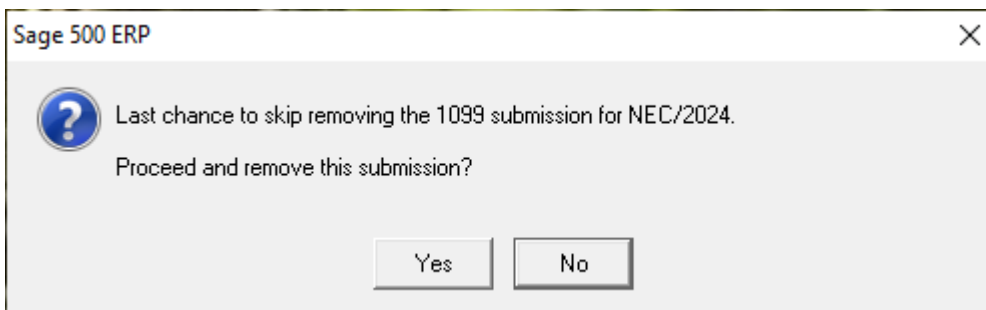 Sage 500 ERP
Last chance to skip removing the 1099 submission for NEC/2024.
Proceed and remove this submission?
Yes
No